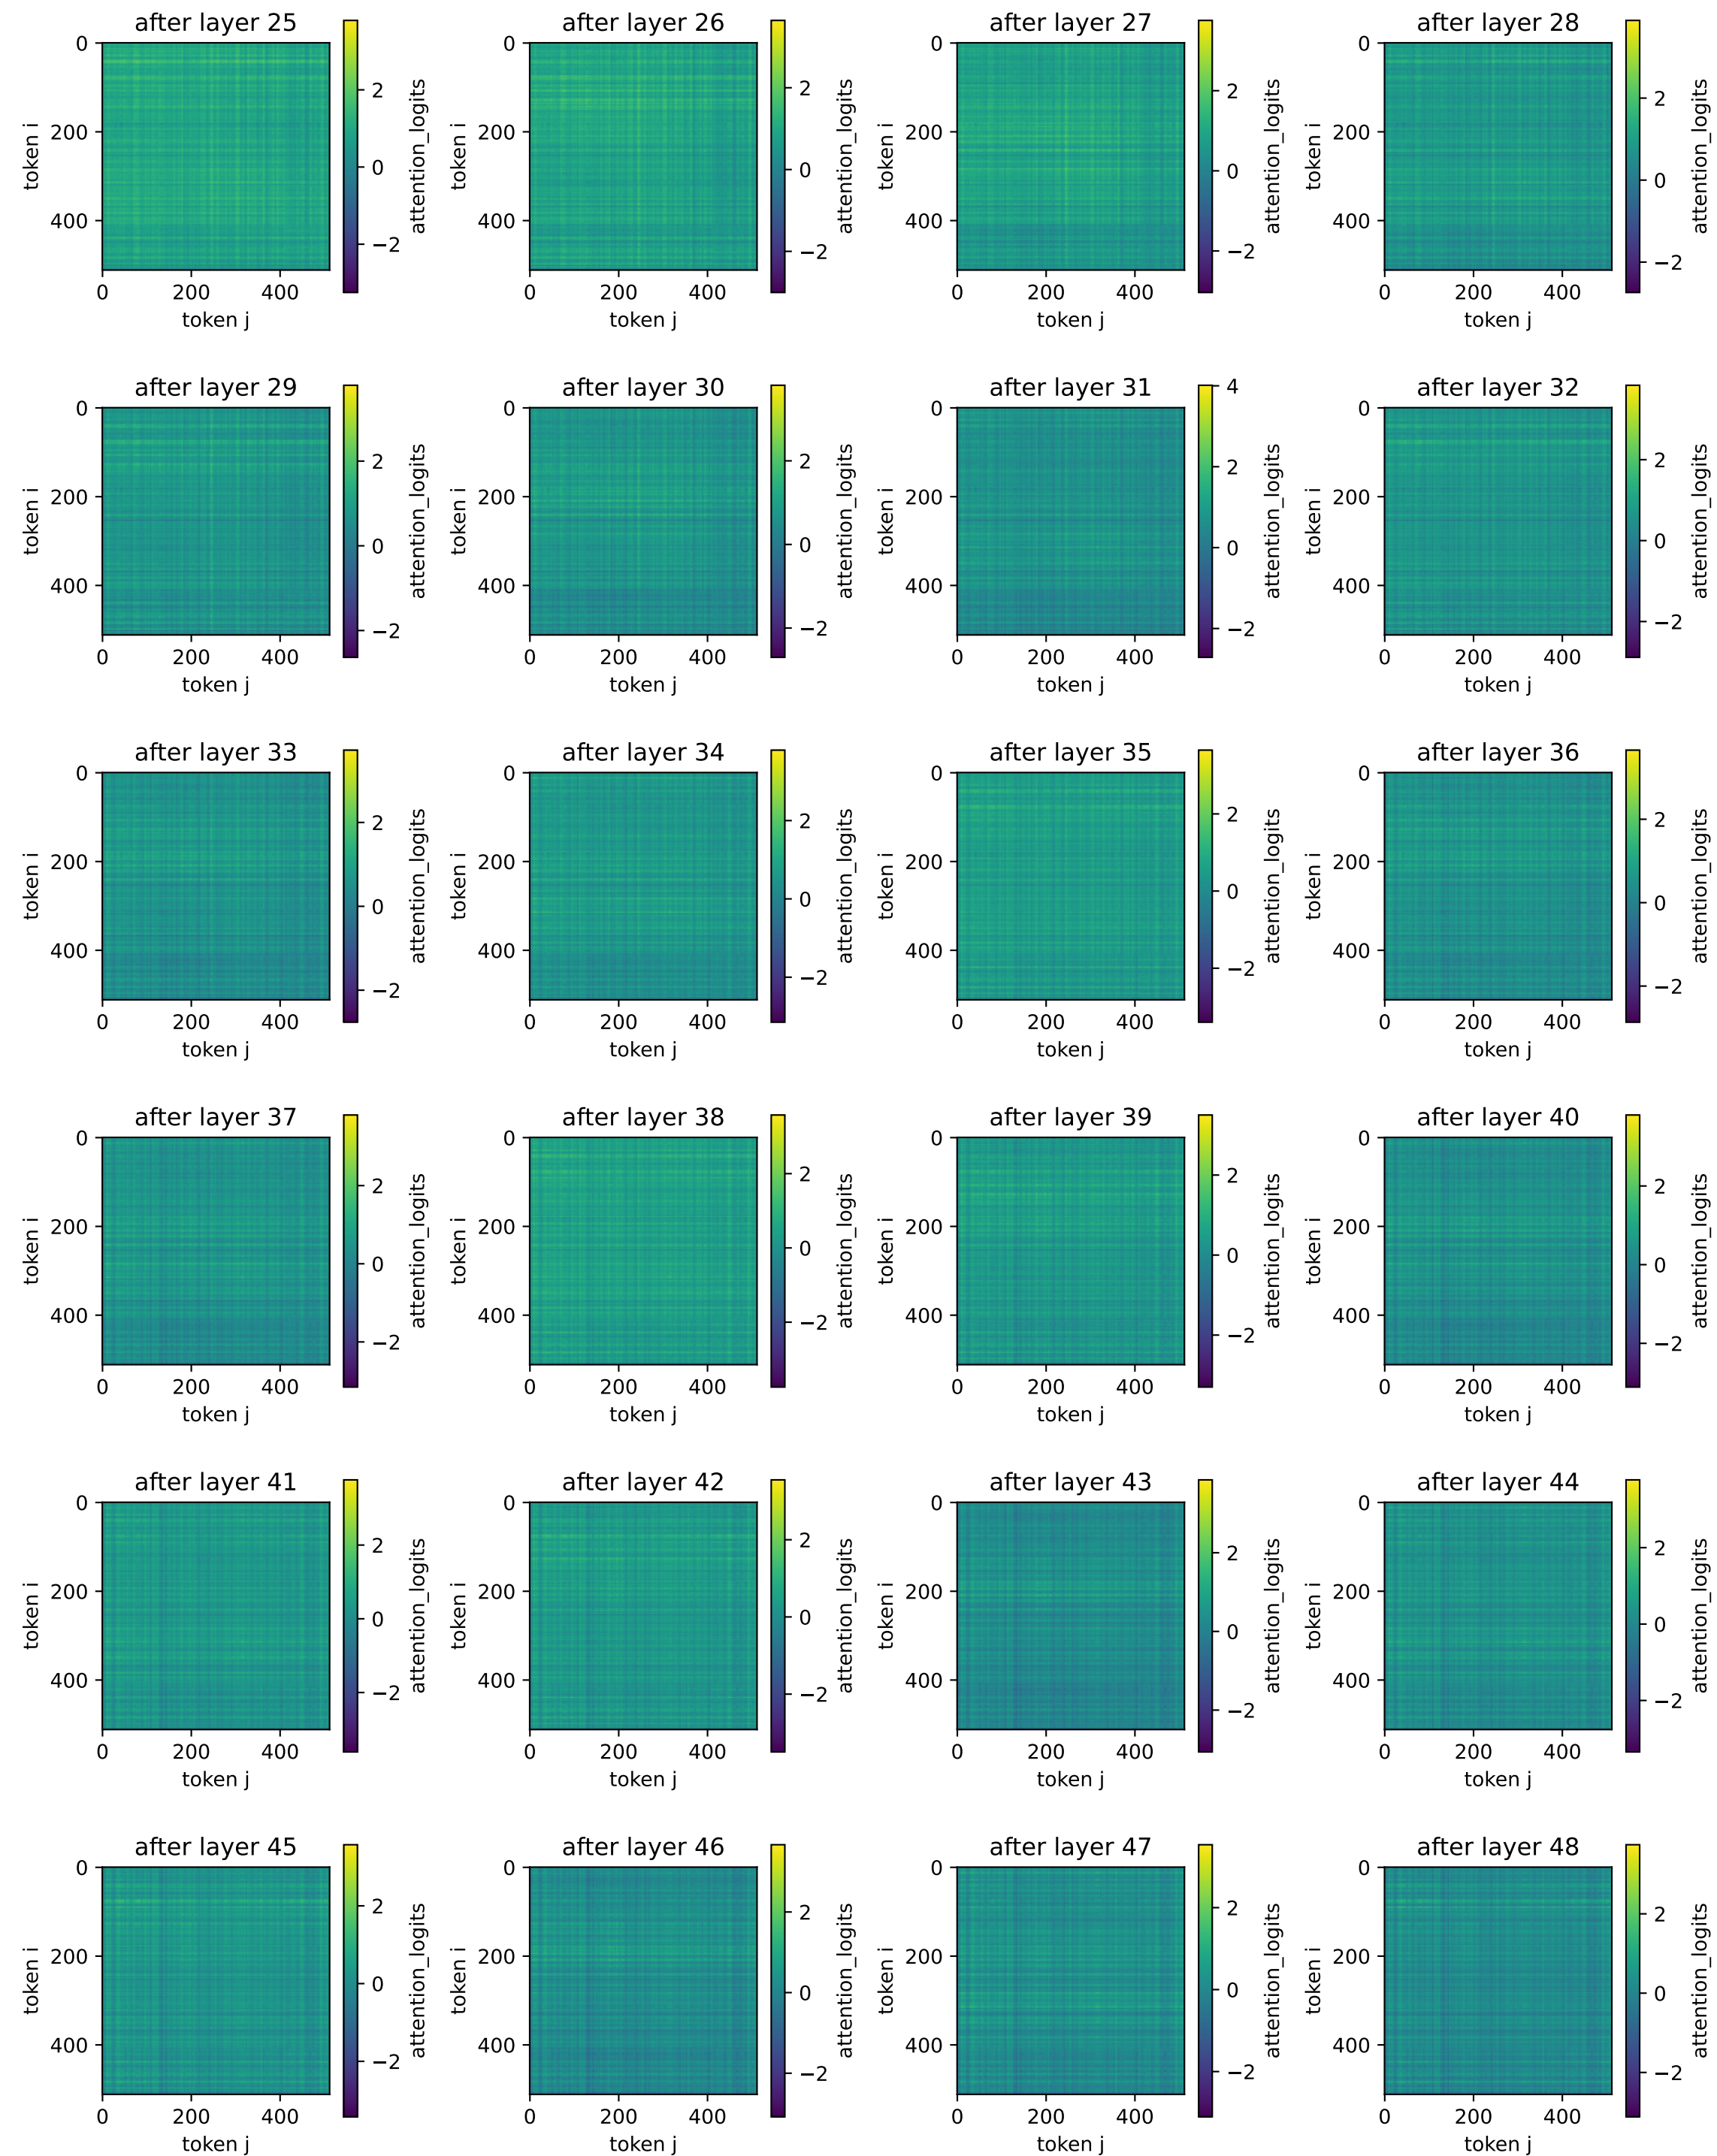 after layer 25
0
200
400
token i
0 200 400
token j
2
0
−2
attention_logits
after layer 26
0
200
400
token i
0 200 400
token j
2
0
−2
attention_logits
after layer 27
0
200
400
token i
0 200 400
token j
2
0
−2
attention_logits
after layer 28
0
200
400
token i
0 200 400
token j
2
0
−2
attention_logits
after layer 29
0
200
400
token i
0 200 400
token j
2
0
−2
attention_logits
after layer 30
0
200
400
token i
0 200 400
token j
2
0
−2
attention_logits
after layer 31
0
200
400
token i
0 200 400
token j
4
2
0
−2
attention_logits
after layer 32
0
200
400
token i
0 200 400
token j
2
0
−2
attention_logits
after layer 33
0
200
400
token i
0 200 400
token j
2
0
−2
attention_logits
after layer 34
0
200
400
token i
0 200 400
token j
2
0
−2
attention_logits
after layer 35
0
200
400
token i
0 200 400
token j
2
0
−2
attention_logits
after layer 36
0
200
400
token i
0 200 400
token j
2
0
−2
attention_logits
after layer 37
0
200
400
token i
0 200 400
token j
2
0
−2
attention_logits
after layer 38
0
200
400
token i
0 200 400
token j
2
0
−2
attention_logits
after layer 39
0
200
400
token i
0 200 400
token j
2
0
−2
attention_logits
after layer 40
0
200
400
token i
0 200 400
token j
2
0
−2
attention_logits
after layer 41
0
200
400
token i
0 200 400
token j
2
0
−2
attention_logits
after layer 42
0
200
400
token i
0 200 400
token j
2
0
−2
attention_logits
after layer 43
0
200
400
token i
0 200 400
token j
2
0
−2
attention_logits
after layer 44
0
200
400
token i
0 200 400
token j
2
0
−2
attention_logits
after layer 45
0
200
400
token i
0 200 400
token j
2
0
−2
attention_logits
after layer 46
0
200
400
token i
0 200 400
token j
2
0
−2
attention_logits
after layer 47
0
200
400
token i
0 200 400
token j
2
0
−2
attention_logits
after layer 48
0
200
400
token i
0 200 400
token j
2
0
−2
attention_logits